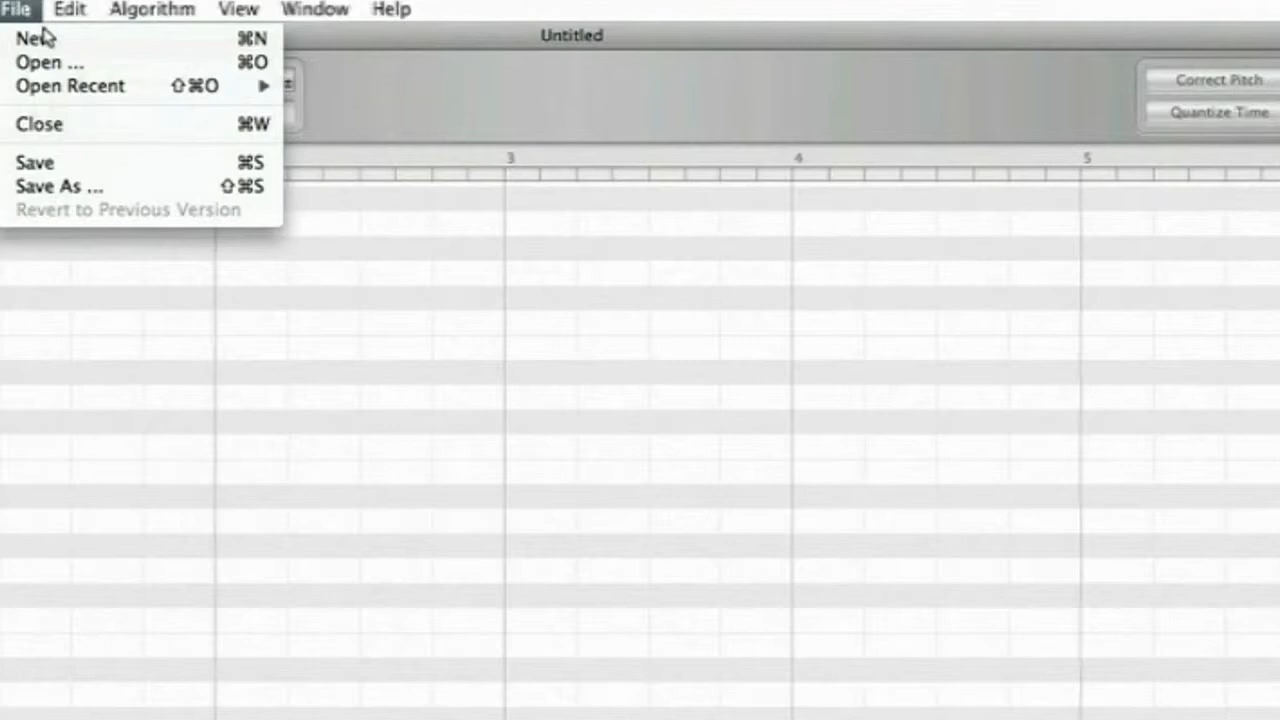 File Edit Algorithm View Window Help
New ⌘N
Untitled
Open ... ⌘O
Open Recent ⇧⌘O
Correct Pitch
Quantize Time
Close ⌘W
3 4 5
Save ⌘S
Save As ... ⇧⌘S
Revert to Previous Version